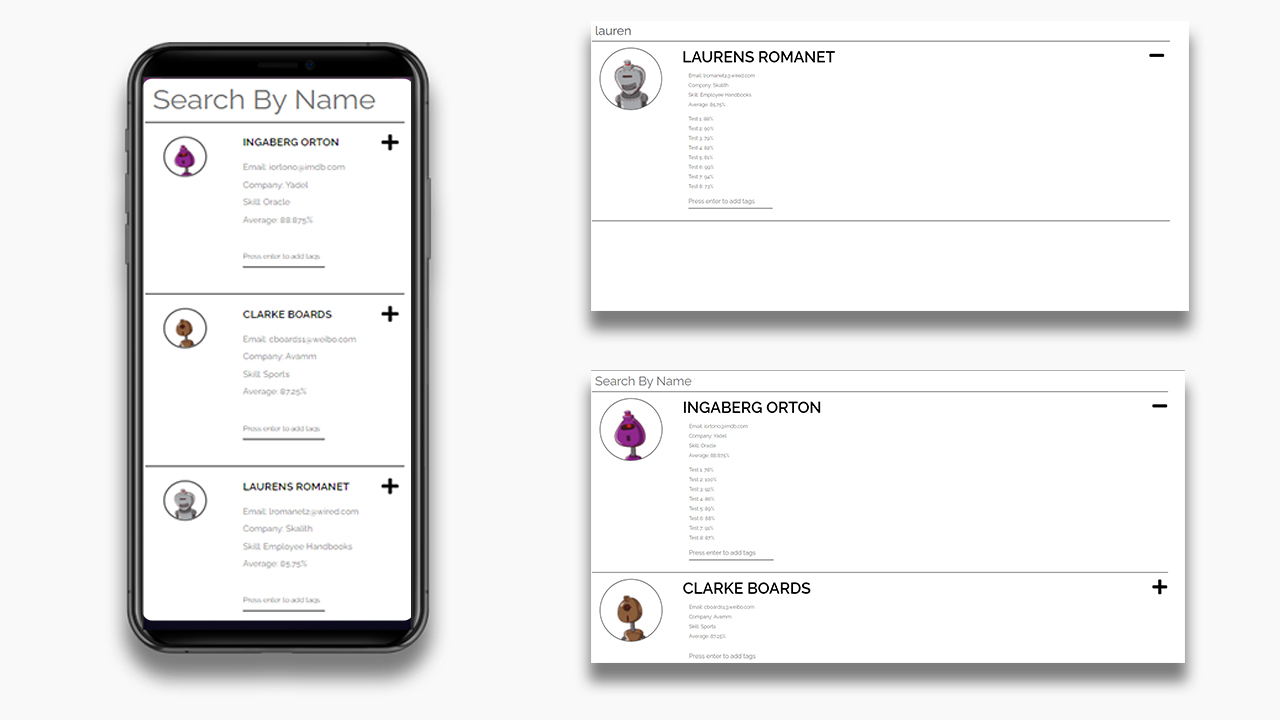 Search By Name
INGABERG ORTON
Email: iortono@imdb.com
Company: Yadel
Skill: Oracle
Average: 88.875%
Press enter to add tags
CLARKE BOARDS
Email: cboards1@weibo.com
Company: Avamm
Skill: Sports
Average: 87.25%
Press enter to add tags
LAURENS ROMANET
Email: lromanet2@wired.com
Company: Skalith
Skill: Employee Handbooks
Average: 85.75%
Press enter to add tags
lauren
LAURENS ROMANET
Email: lromanet2@wired.com
Company: Skalith
Skill: Employee Handbooks
Average: 85.75%
Test 1: 88%
Test 2: 90%
Test 3: 79%
Test 4: 82%
Test 5: 81%
Test 6: 99%
Test 7: 94%
Test 8: 73%
Press enter to add tags
Search By Name
INGABERG ORTON
Email: iortono@imdb.com
Company: Yadel
Skill: Oracle
Average: 88.875%
Test 1: 78%
Test 2: 100%
Test 3: 92%
Test 4: 86%
Test 5: 89%
Test 6: 88%
Test 7: 91%
Test 8: 87%
Press enter to add tags
CLARKE BOARDS
Email: cboards1@weibo.com
Company: Avamm
Skill: Sports
Average: 87.25%
Press enter to add tags